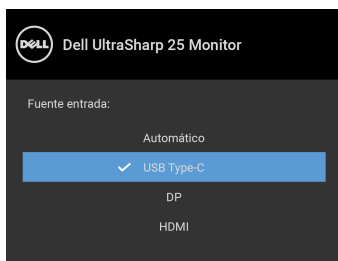 DELL
Dell UltraSharp 25 Monitor
Fuente entrada:
Automático
USB Type-C
DP
HDMI